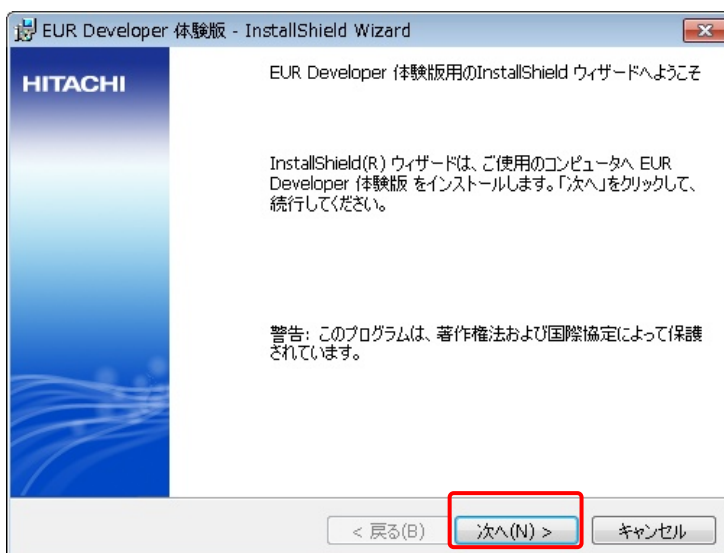 EUR Developer 体験版 - InstallShield Wizard
HITACHI
EUR Developer 体験版用のInstallShield ウィザードへようこそ
InstallShield(R) ウィザードは、ご使用のコンピュータへ EUR
Developer 体験版 をインストールします。「次へ」をクリックして、
続行してください。
警告: このプログラムは、著作権法および国際協定によって保護
されています。
< 戻る(B)
次へ(N) >
キャンセル